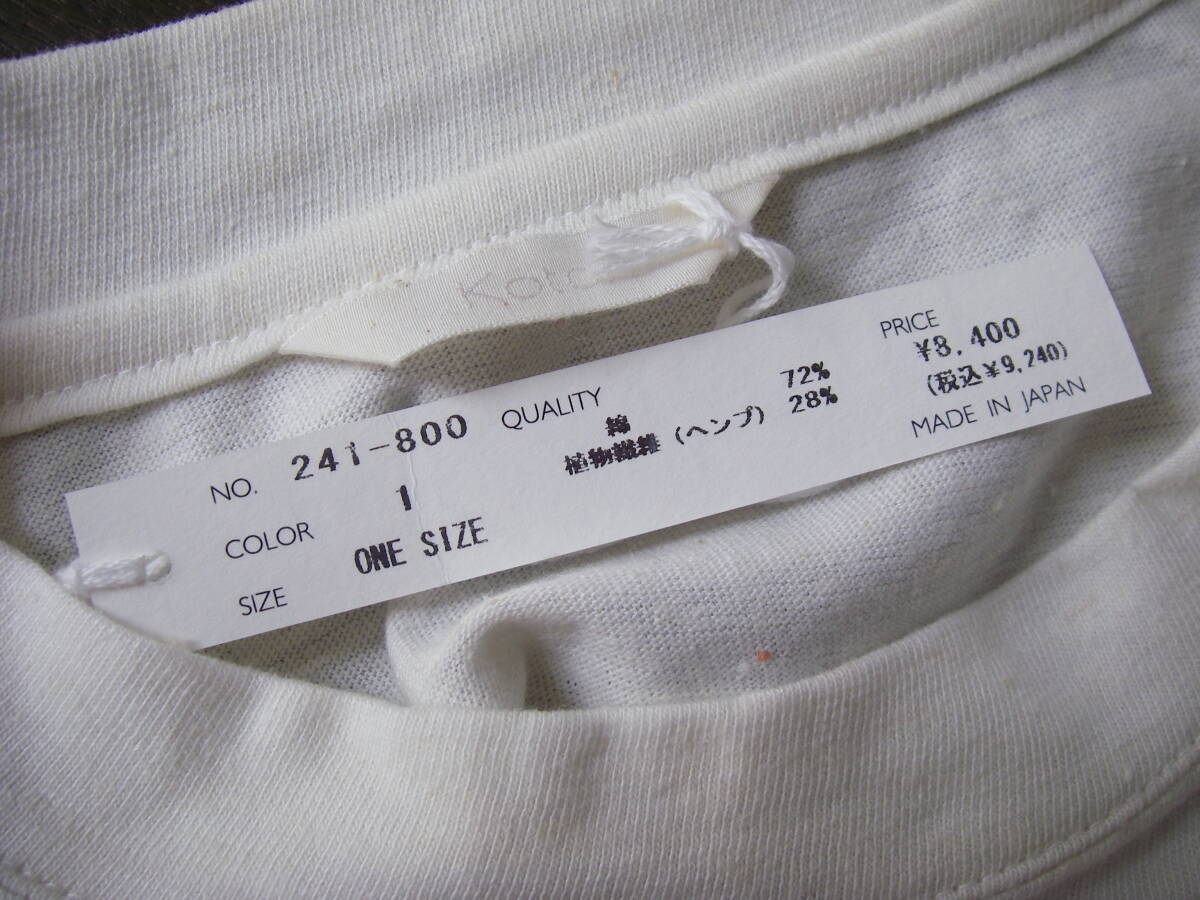 NO. 241-800
COLOR 1
SIZE ONE SIZE
QUALITY
綿 72%
植物繊維 (ヘンプ) 28%
PRICE
¥8,400
(税込¥9,240)
MADE IN JAPAN